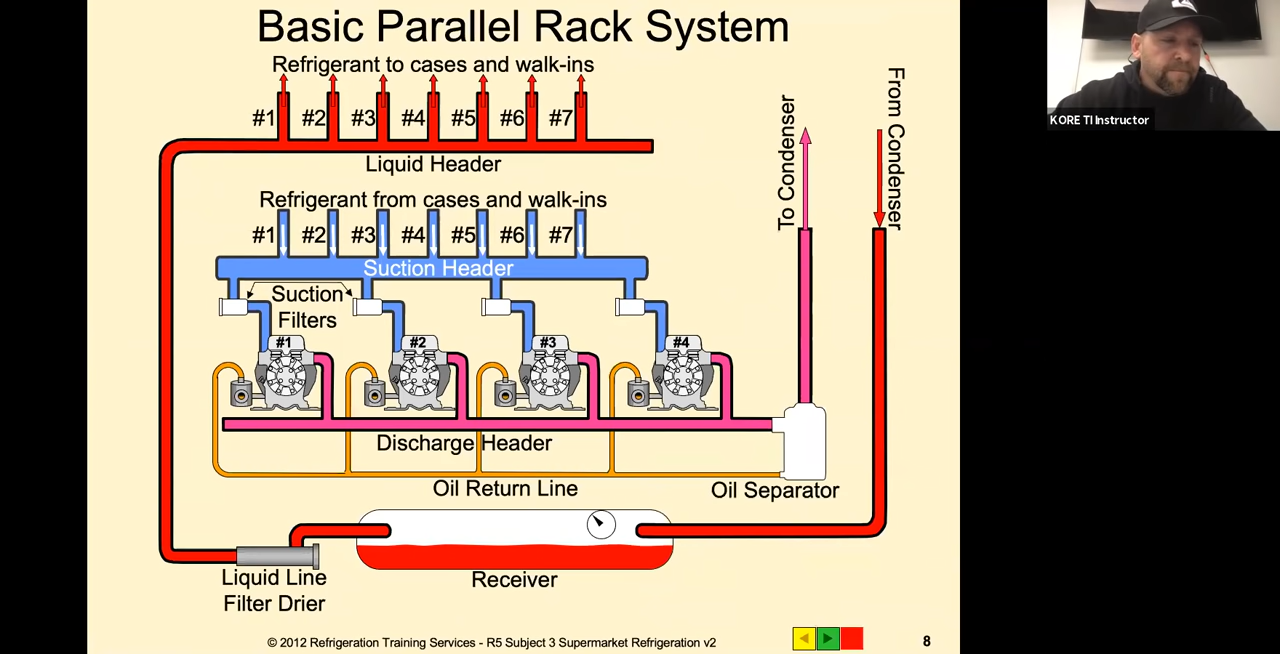 Basic Parallel Rack System
Refrigerant to cases and walk-ins
#1 #2 #3 #4 #5 #6 #7
Liquid Header
To Condenser
From Condenser
Refrigerant from cases and walk-ins
#1 #2 #3 #4 #5 #6 #7
Suction Header
Suction
Filters
#1 #2 #3 #4
Discharge Header
Oil Return Line
Oil Separator
Receiver
Liquid Line
Filter Drier
© 2012 Refrigeration Training Services - R5 Subject 3 Supermarket Refrigeration v2
8
KORE TI Instructor